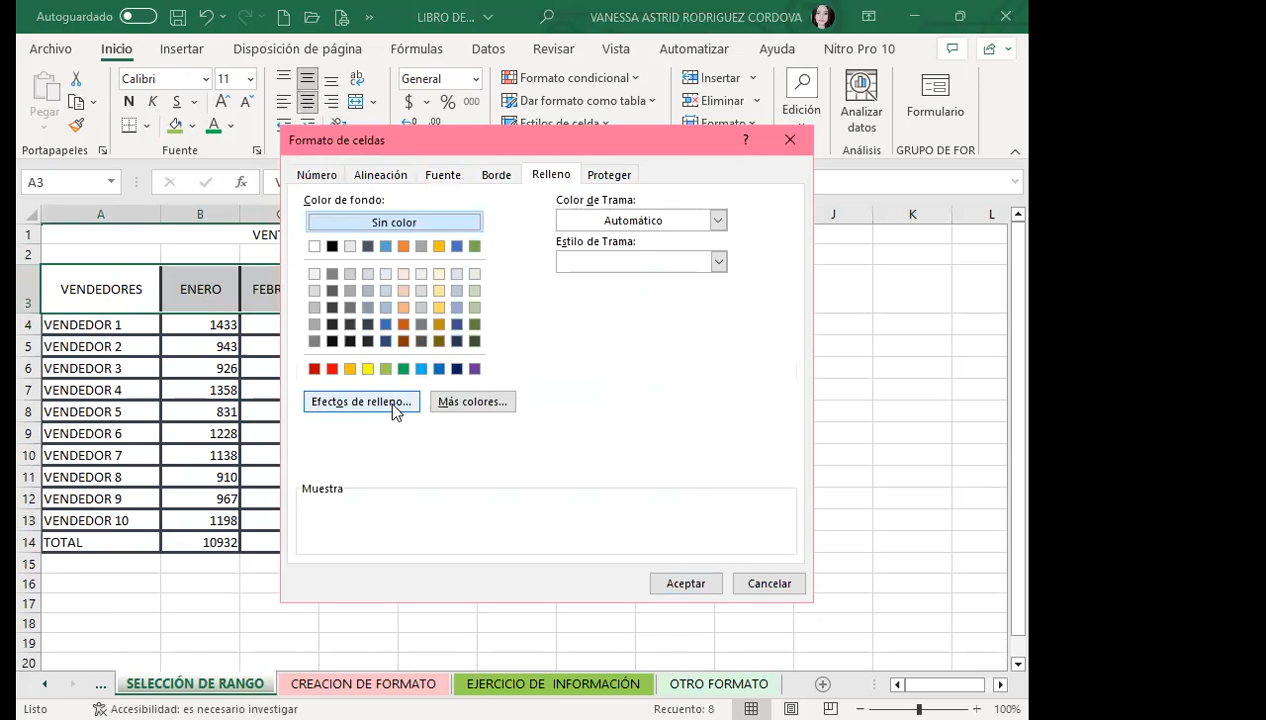 Autoguardado LIBRO DE... VANESSA ASTRID RODRIGUEZ CORDOVA
Archivo Inicio Insertar Disposición de página Fórmulas Datos Revisar Vista Automatizar Ayuda Nitro Pro 10
Pegar
Calibri 11
N K S
Fuente
Portapapeles
General
$ % 000
Formato condicional
Dar formato como tabla
Estilos de celda
Insertar
Eliminar
Formato
Edición
Analizar
datos
Análisis
Formulario
GRUPO DE FOR
A3 fx
A B C J K L
1 VENT
2
3 VENDEDORES ENERO FEBR
4 VENDEDOR 1 1433
5 VENDEDOR 2 943
6 VENDEDOR 3 926
7 VENDEDOR 4 1358
8 VENDEDOR 5 831
9 VENDEDOR 6 1228
10 VENDEDOR 7 1138
11 VENDEDOR 8 910
12 VENDEDOR 9 967
13 VENDEDOR 10 1198
14 TOTAL 10932
15
16
17
18
19
20
Formato de celdas ?
Número Alineación Fuente Borde Relleno Proteger
Color de fondo:
Sin color
Color de Trama:
Automático
Estilo de Trama:
Efectos de relleno... Más colores...
Muestra
Aceptar Cancelar
... SELECCIÓN DE RANGO CREACION DE FORMATO EJERCICIO DE INFORMACIÓN OTRO FORMATO
Listo Accesibilidad: es necesario investigar Recuento: 8 100%